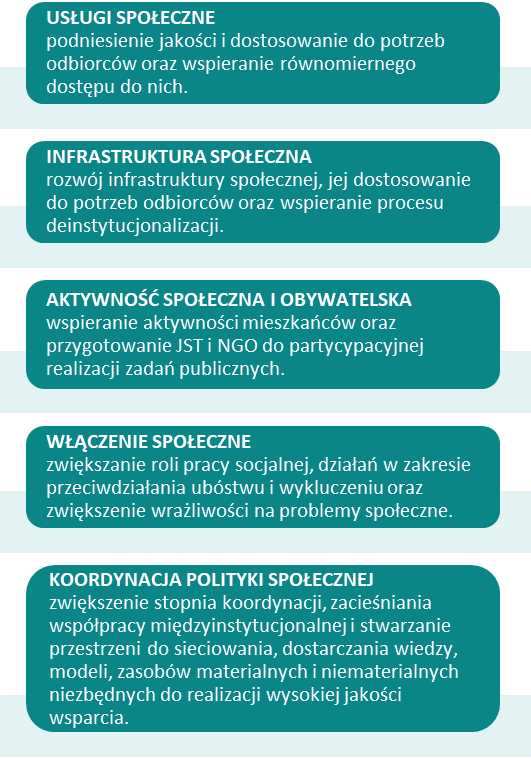 USŁUGI SPOŁECZNE
podniesienie jakości i dostosowanie do potrzeb
odbiorców oraz wspieranie równomiernego
dostępu do nich.
INFRASTRUKTURA SPOŁECZNA
rozwój infrastruktury społecznej, jej dostosowanie
do potrzeb odbiorców oraz wspieranie procesu
deinstytucjonalizacji.
AKTYWNOŚĆ SPOŁECZNA I OBYWATELSKA
wspieranie aktywności mieszkańców oraz
przygotowanie JST i NGO do partycypacyjnej
realizacji zadań publicznych.
WŁĄCZENIE SPOŁECZNE
zwiększanie roli pracy socjalnej, działań w zakresie
przeciwdziałania ubóstwu i wykluczeniu oraz
zwiększenie wrażliwości na problemy społeczne.
KOORDYNACJA POLITYKI SPOŁECZNEJ
zwiększenie stopnia koordynacji, zacieśniania
współpracy międzyinstytucjonalnej i stwarzanie
przestrzeni do sieciowania, dostarczania wiedzy,
modeli, zasobów materialnych i niematerialnych
niezbędnych do realizacji wysokiej jakości
wsparcia.